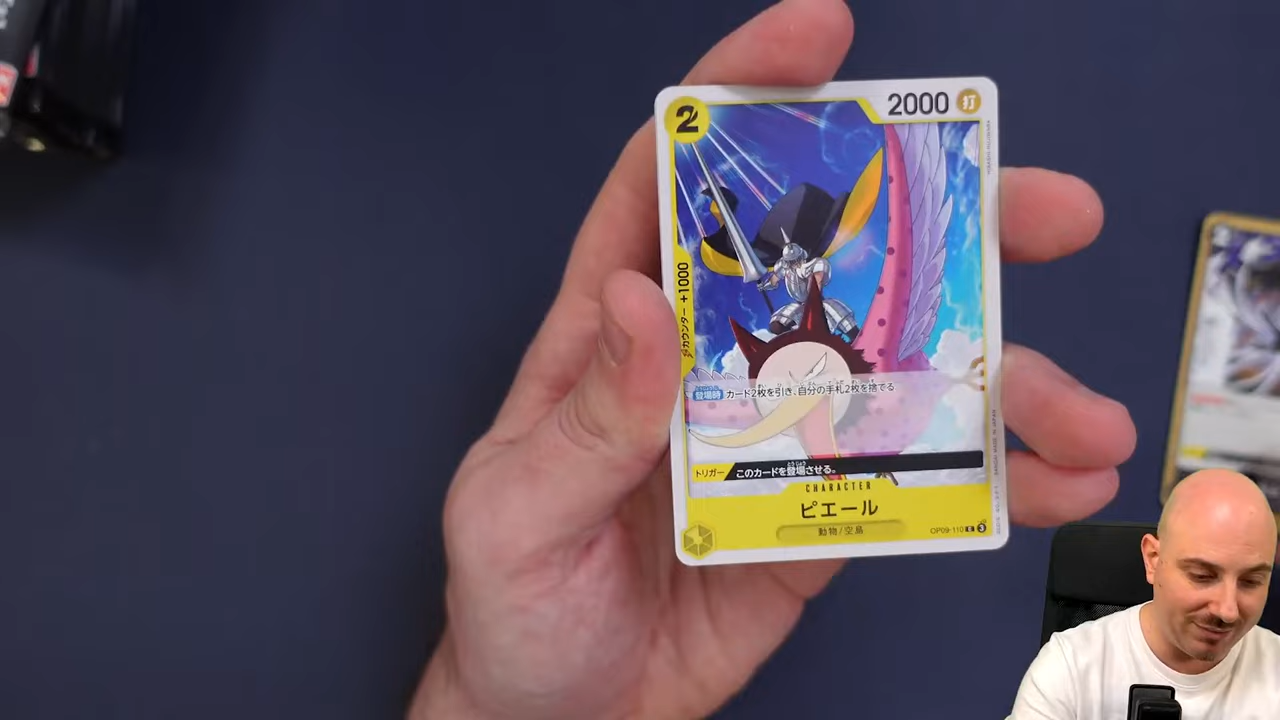 2
2000 打
カウンター +1000
登場時 カード2枚を引き、自分の手札2枚を捨てる
トリガー このカードを登場させる。
CHARACTER
ピエール
動物/空島
OP09-110 C 3